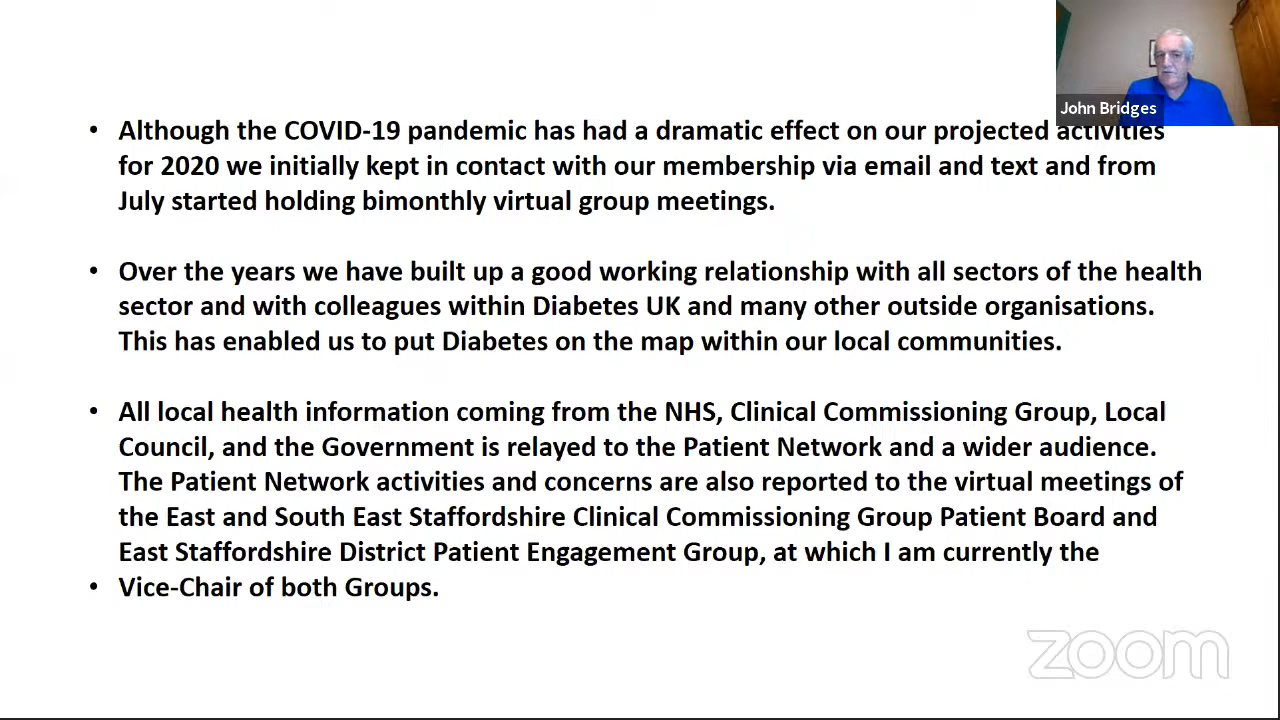 John Bridges
• Although the COVID-19 pandemic has had a dramatic effect on our projected activities
for 2020 we initially kept in contact with our membership via email and text and from
July started holding bimonthly virtual group meetings.
• Over the years we have built up a good working relationship with all sectors of the health
sector and with colleagues within Diabetes UK and many other outside organisations.
This has enabled us to put Diabetes on the map within our local communities.
• All local health information coming from the NHS, Clinical Commissioning Group, Local
Council, and the Government is relayed to the Patient Network and a wider audience.
The Patient Network activities and concerns are also reported to the virtual meetings of
the East and South East Staffordshire Clinical Commissioning Group Patient Board and
East Staffordshire District Patient Engagement Group, at which I am currently the
• Vice-Chair of both Groups.
zoom